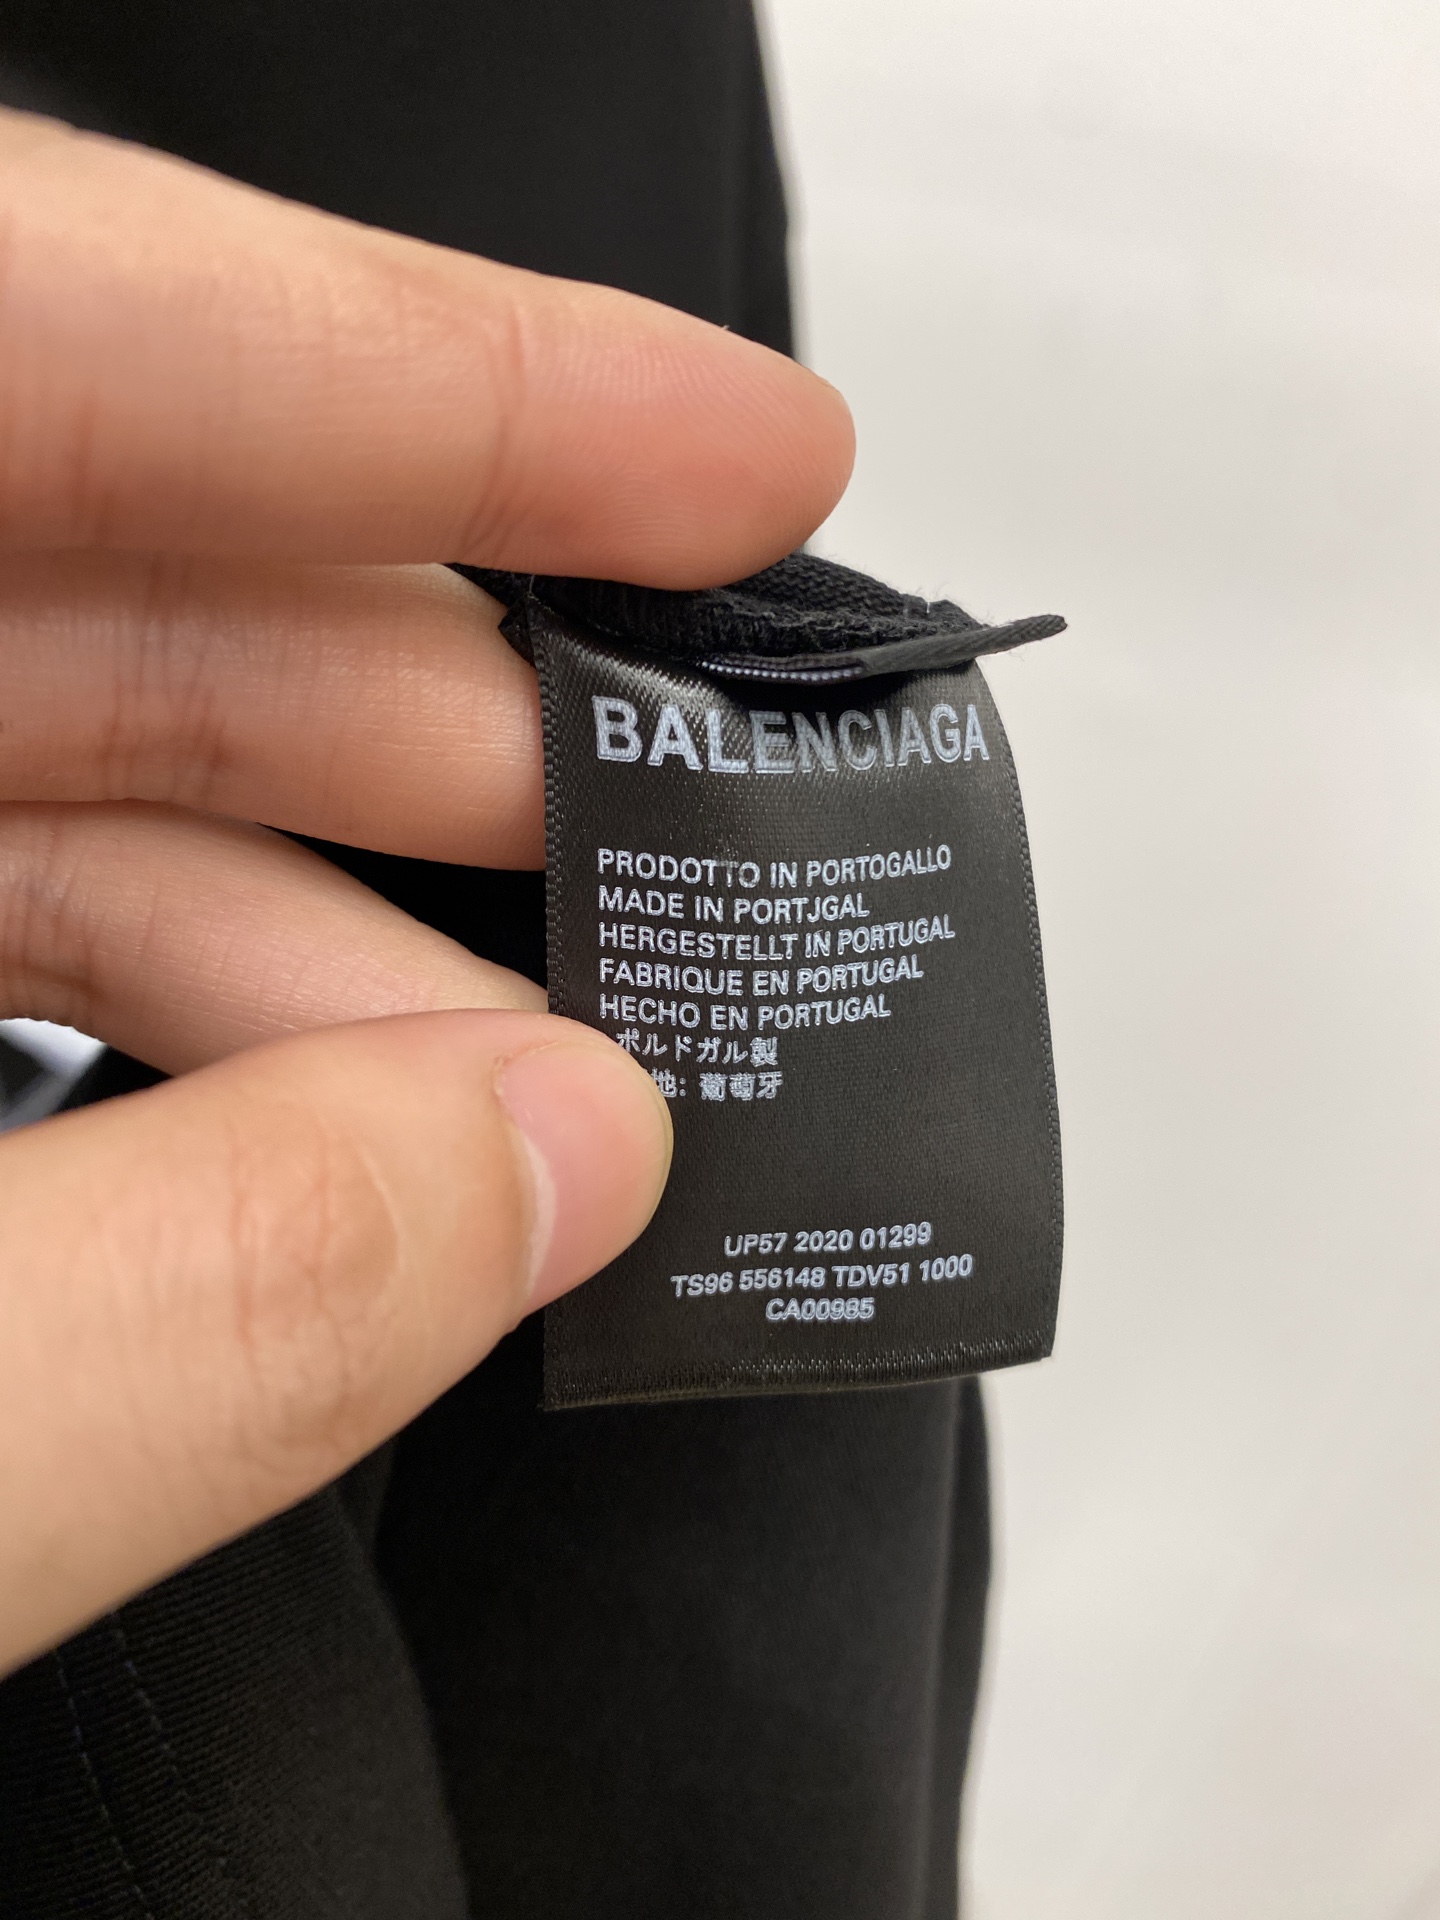 BALENCIAGA
PRODOTTO IN PORTOGALLO
MADE IN PORTJGAL
HERGESTELLT IN PORTUGAL
FABRIQUE EN PORTUGAL
HECHO EN PORTUGAL
ポルドガル製
地: 葡萄牙
UP57 2020 01299
TS96 556148 TDV51 1000
CA00985